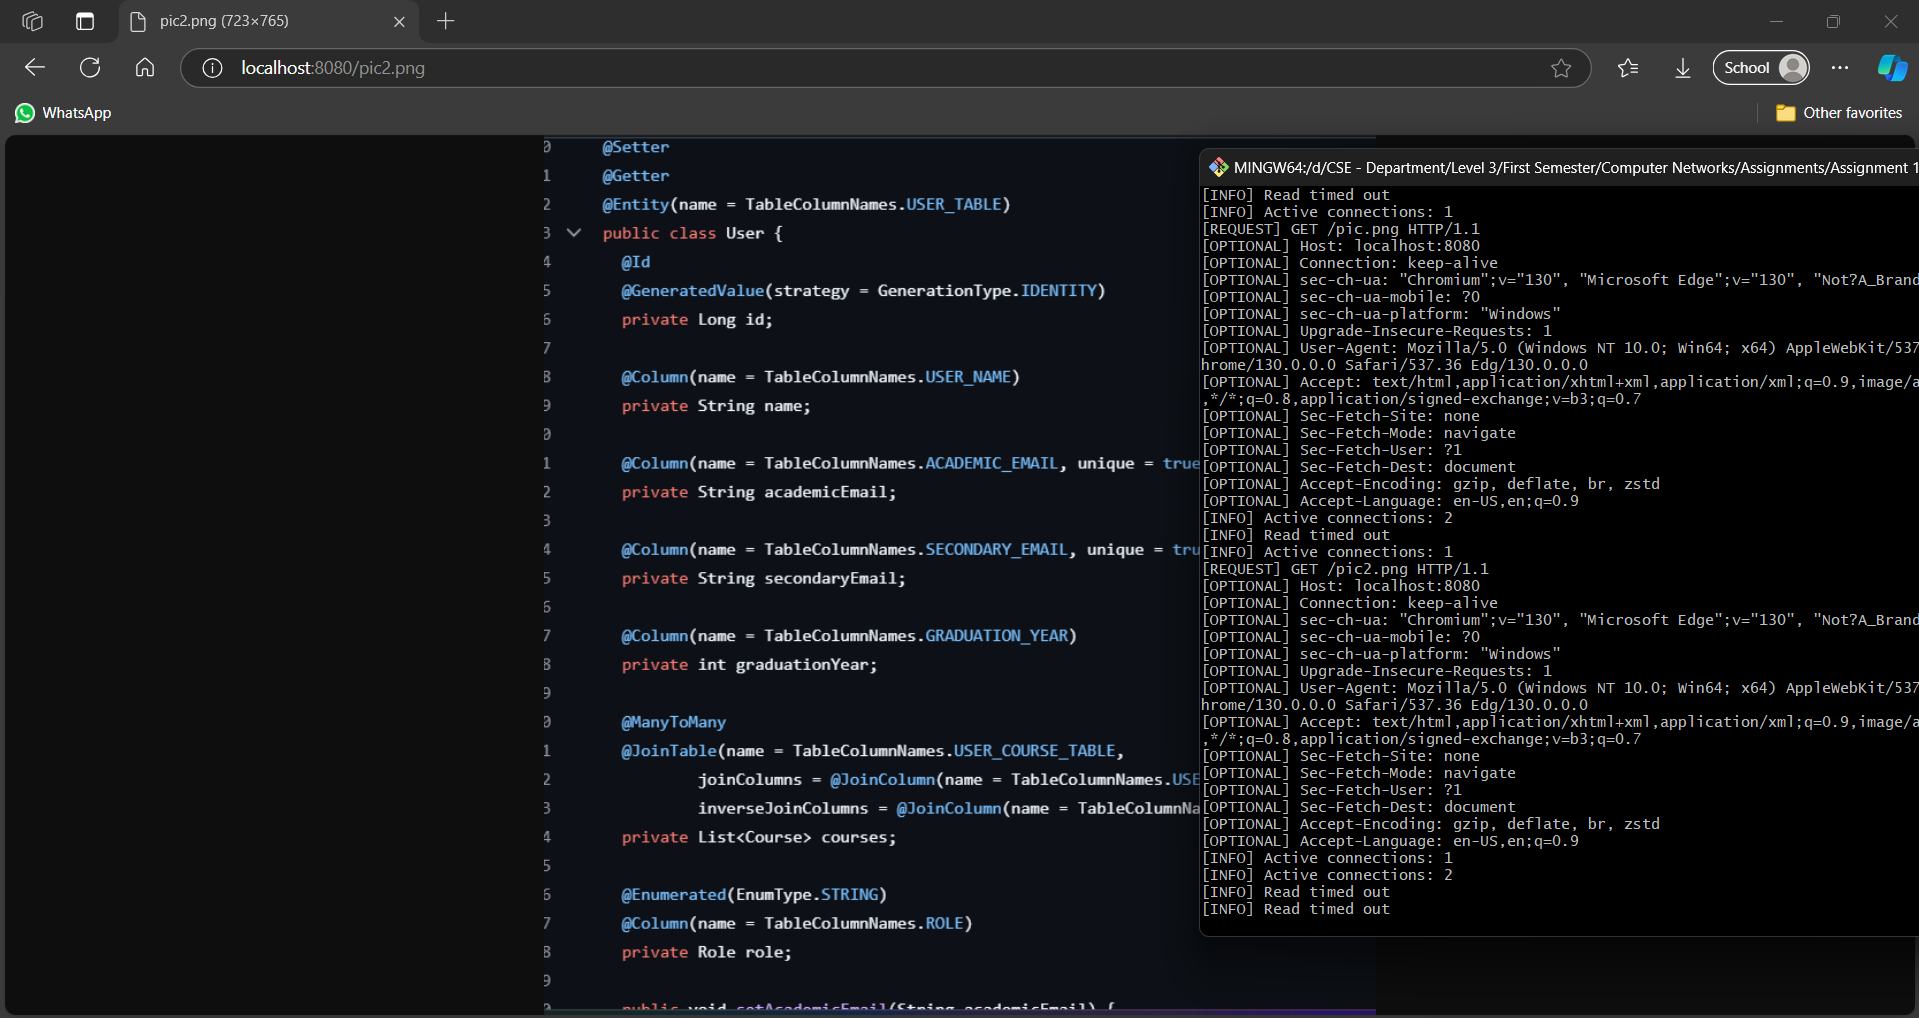 pic2.png (723×765)
localhost:8080/pic2.png
School
WhatsApp
Other favorites
0 @Setter
1 @Getter
2 @Entity(name = TableColumnNames.USER_TABLE)
3 public class User {
4 @Id
5 @GeneratedValue(strategy = GenerationType.IDENTITY)
6 private Long id;
7
8 @Column(name = TableColumnNames.USER_NAME)
9 private String name;
0
1 @Column(name = TableColumnNames.ACADEMIC_EMAIL, unique = true
2 private String academicEmail;
3
4 @Column(name = TableColumnNames.SECONDARY_EMAIL, unique = tru
5 private String secondaryEmail;
6
7 @Column(name = TableColumnNames.GRADUATION_YEAR)
8 private int graduationYear;
9
0 @ManyToMany
1 @JoinTable(name = TableColumnNames.USER_COURSE_TABLE,
2 joinColumns = @JoinColumn(name = TableColumnNames.USE
3 inverseJoinColumns = @JoinColumn(name = TableColumnNa
4 private List<Course> courses;
5
6 @Enumerated(EnumType.STRING)
7 @Column(name = TableColumnNames.ROLE)
8 private Role role;
9
0 public void setAcademicEmail(String academicEmail) {
MINGW64:/d/CSE - Department/Level 3/First Semester/Computer Networks/Assignments/Assignment 1
[INFO] Read timed out
[INFO] Active connections: 1
[REQUEST] GET /pic.png HTTP/1.1
[OPTIONAL] Host: localhost:8080
[OPTIONAL] Connection: keep-alive
[OPTIONAL] sec-ch-ua: "Chromium";v="130", "Microsoft Edge";v="130", "Not?A_Brand
[OPTIONAL] sec-ch-ua-mobile: ?0
[OPTIONAL] sec-ch-ua-platform: "Windows"
[OPTIONAL] Upgrade-Insecure-Requests: 1
[OPTIONAL] User-Agent: Mozilla/5.0 (Windows NT 10.0; Win64; x64) AppleWebKit/537
hrome/130.0.0.0 Safari/537.36 Edg/130.0.0.0
[OPTIONAL] Accept: text/html,application/xhtml+xml,application/xml;q=0.9,image/a
,*/*;q=0.8,application/signed-exchange;v=b3;q=0.7
[OPTIONAL] Sec-Fetch-Site: none
[OPTIONAL] Sec-Fetch-Mode: navigate
[OPTIONAL] Sec-Fetch-User: ?1
[OPTIONAL] Sec-Fetch-Dest: document
[OPTIONAL] Accept-Encoding: gzip, deflate, br, zstd
[OPTIONAL] Accept-Language: en-US,en;q=0.9
[INFO] Active connections: 2
[INFO] Read timed out
[INFO] Active connections: 1
[REQUEST] GET /pic2.png HTTP/1.1
[OPTIONAL] Host: localhost:8080
[OPTIONAL] Connection: keep-alive
[OPTIONAL] sec-ch-ua: "Chromium";v="130", "Microsoft Edge";v="130", "Not?A_Brand
[OPTIONAL] sec-ch-ua-mobile: ?0
[OPTIONAL] sec-ch-ua-platform: "Windows"
[OPTIONAL] Upgrade-Insecure-Requests: 1
[OPTIONAL] User-Agent: Mozilla/5.0 (Windows NT 10.0; Win64; x64) AppleWebKit/537
hrome/130.0.0.0 Safari/537.36 Edg/130.0.0.0
[OPTIONAL] Accept: text/html,application/xhtml+xml,application/xml;q=0.9,image/a
,*/*;q=0.8,application/signed-exchange;v=b3;q=0.7
[OPTIONAL] Sec-Fetch-Site: none
[OPTIONAL] Sec-Fetch-Mode: navigate
[OPTIONAL] Sec-Fetch-User: ?1
[OPTIONAL] Sec-Fetch-Dest: document
[OPTIONAL] Accept-Encoding: gzip, deflate, br, zstd
[OPTIONAL] Accept-Language: en-US,en;q=0.9
[INFO] Active connections: 1
[INFO] Active connections: 2
[INFO] Read timed out
[INFO] Read timed out